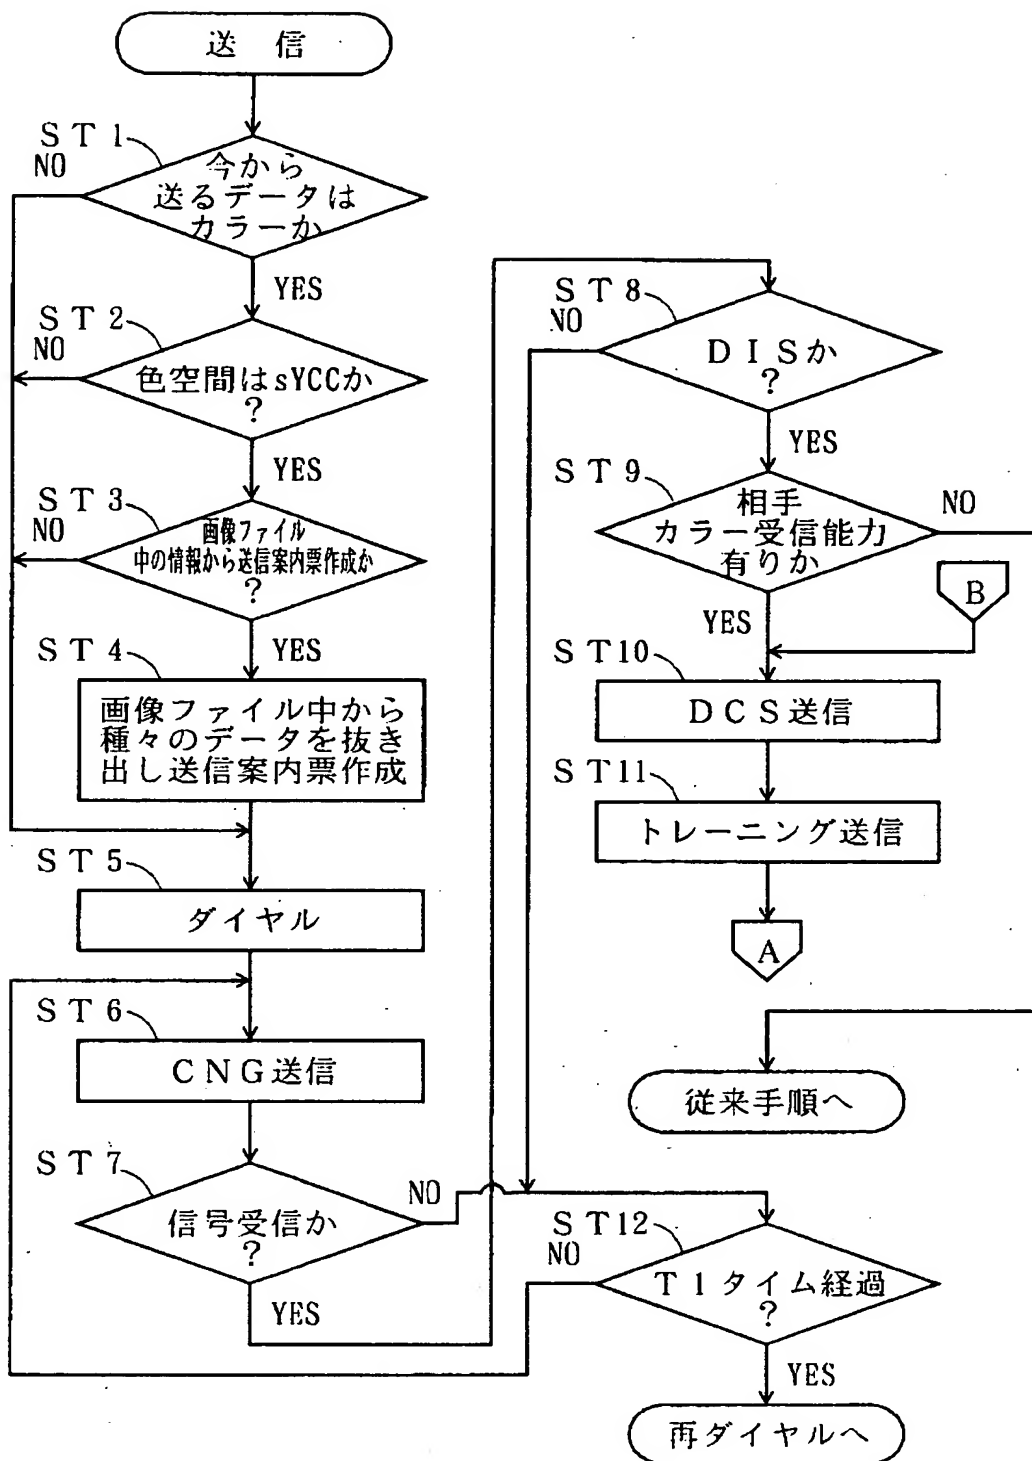 送 信
ST1
NO
今から
送るデータは
カラーか
YES
ST2
NO
色空間はsYCCか
?
YES
ST3
NO
画像ファイル
中の情報から送信案内票作成か
?
YES
ST4
画像ファイル中から
種々のデータを抜き
出し送信案内票作成
ST5
ダイヤル
ST6
CNG送信
ST7
信号受信か
?
NO
YES
ST8
NO
DISか
?
YES
ST9
相手
カラー受信能力
有りか
NO
YES
B
ST10
DCS送信
ST11
トレーニング送信
A
従来手順へ
ST12
NO
T1タイム経過
?
YES
再ダイヤルへ